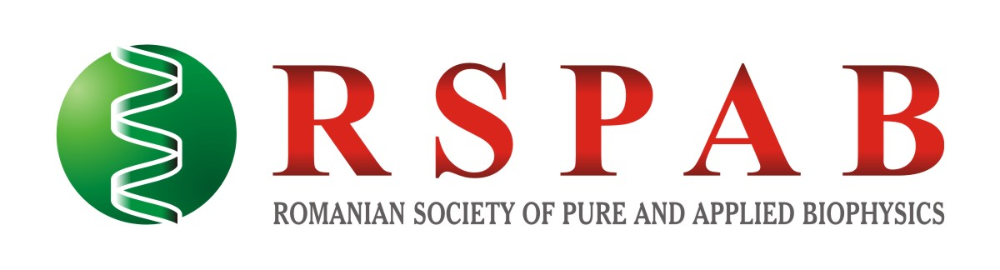 RSPAB
ROMANIAN SOCIETY OF PURE AND APPLIED BIOPHYSICS